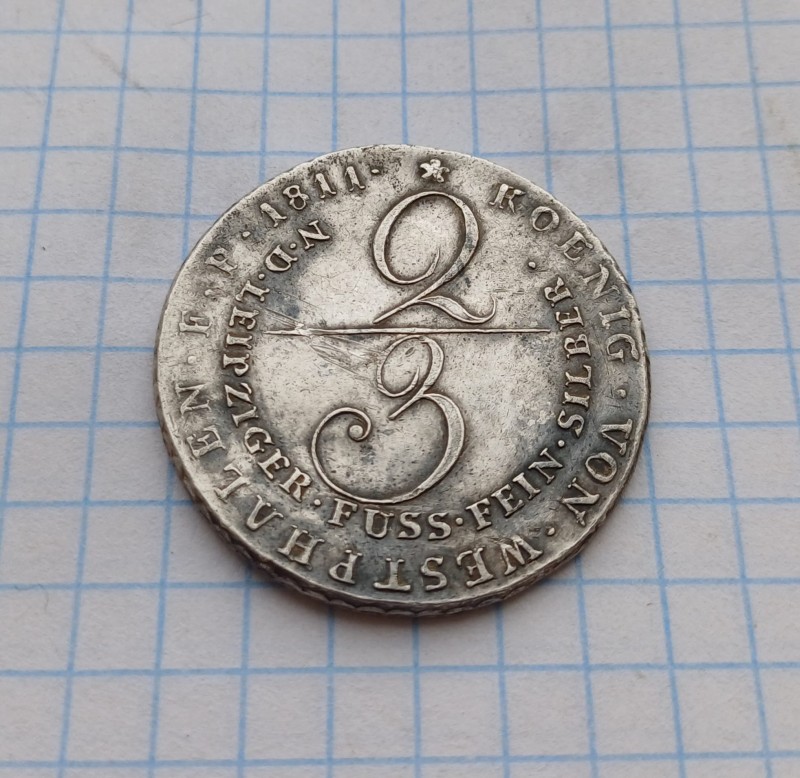 KOENIG · VON · WESTPHALEN · F · P · 1811 ·
N · D · LEIPZIGER · FUSS · FEIN · SILBER ·
2
3